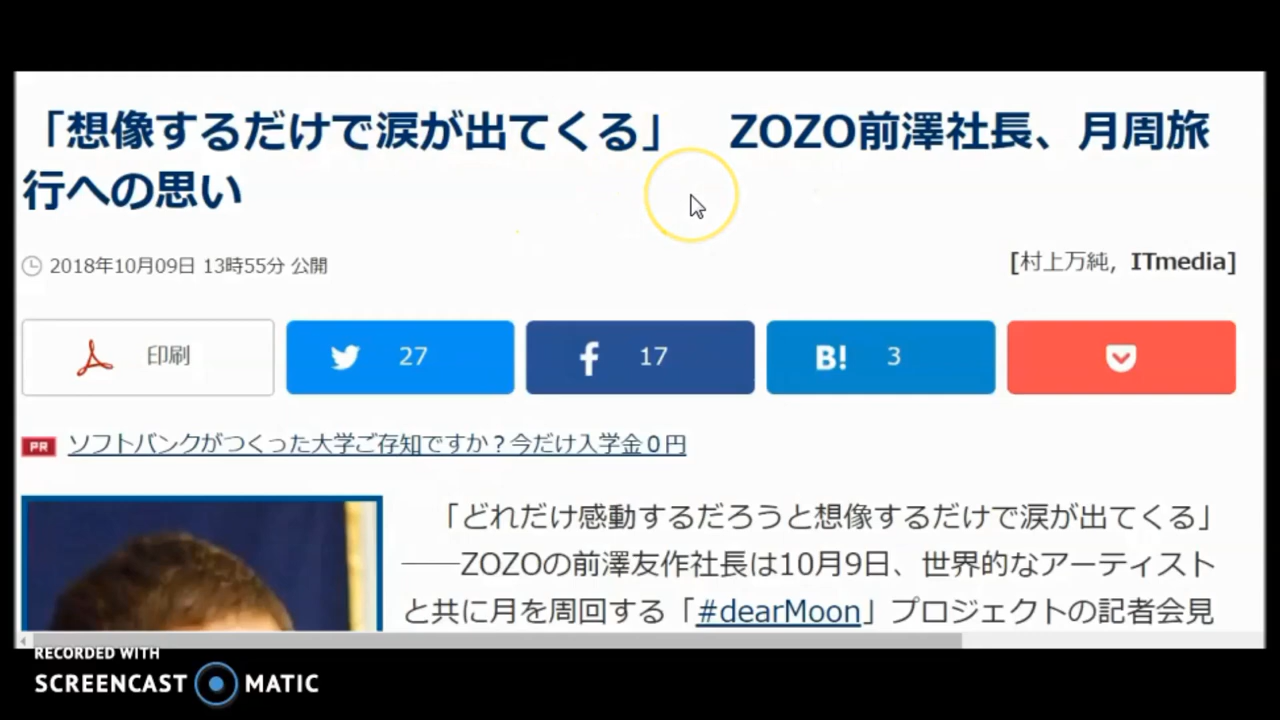 「想像するだけで涙が出てくる」　ZOZO前澤社長、月周旅
行への思い
2018年10月09日 13時55分 公開
[村上万純, ITmedia]
印刷
27
17
B! 3
PR ソフトバンクがつくった大学ご存知ですか？今だけ入学金０円
「どれだけ感動するだろうと想像するだけで涙が出てくる」
──ZOZOの前澤友作社長は10月9日、世界的なアーティスト
と共に月を周回する「#dearMoon」プロジェクトの記者会見
RECORDED WITH
SCREENCAST MATIC